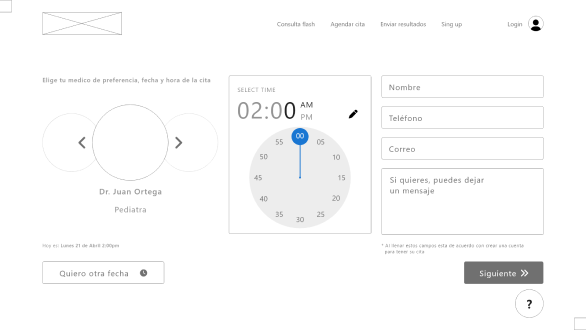 Consulta flash Agendar cita Enviar resultados Sing up Login
Elige tu medico de preferencia, fecha y hora de la cita
Dr. Juan Ortega
Pediatra
SELECT TIME
02:00 AM
PM
00
05
10
15
20
25
30
35
40
45
50
55
Nombre
Teléfono
Correo
Si quieres, puedes dejar
un mensaje
Hoy es: Lunes 21 de Abril 2:00pm
* Al llenar estos campos esta de acuerdo con crear una cuenta
para tener su cita
Quiero otra fecha
Siguiente
?